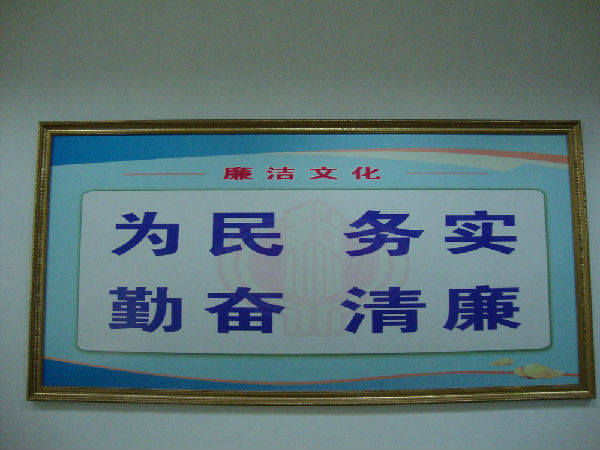 廉洁文化
为民 务实
勤奋 清廉